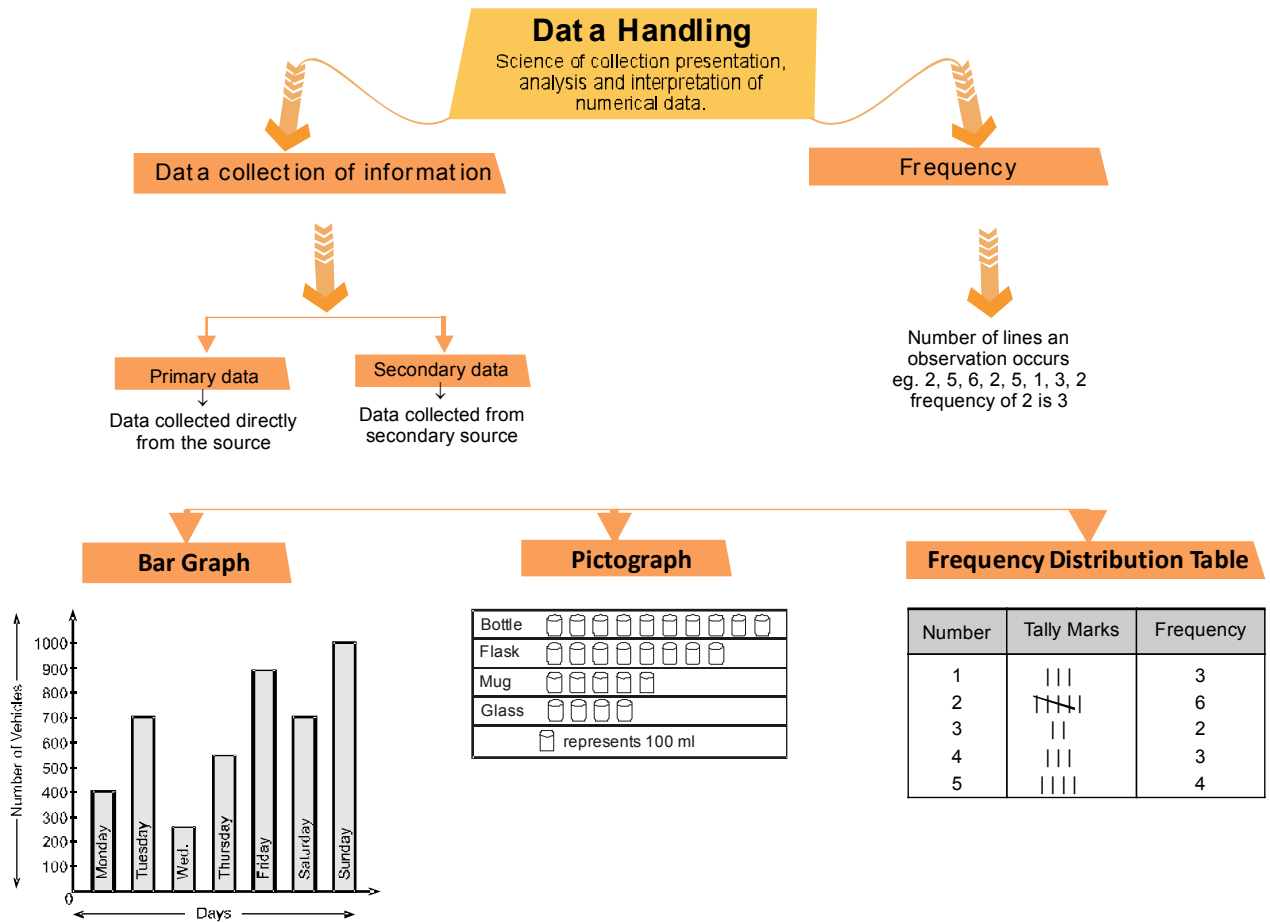 Data Handling
Science of collection presentation,
analysis and interpretation of
numerical data.
Data collection of information
Frequency
Primary data
Data collected directly
from the source
Secondary data
Data collected from
secondary source
Number of lines an
observation occurs
eg. 2, 5, 6, 2, 5, 1, 3, 2
frequency of 2 is 3
Bar Graph
Pictograph
Frequency Distribution Table
Number of Vehicles
1000
900
800
700
600
500
400
300
200
100
0
Monday
Tuesday
Wed.
Thursday
Friday
Saturday
Sunday
Days
Bottle
Flask
Mug
Glass
represents 100 ml
Number Tally Marks Frequency
1 ||| 3
2 |||||| 6
3 || 2
4 ||| 3
5 |||| 4